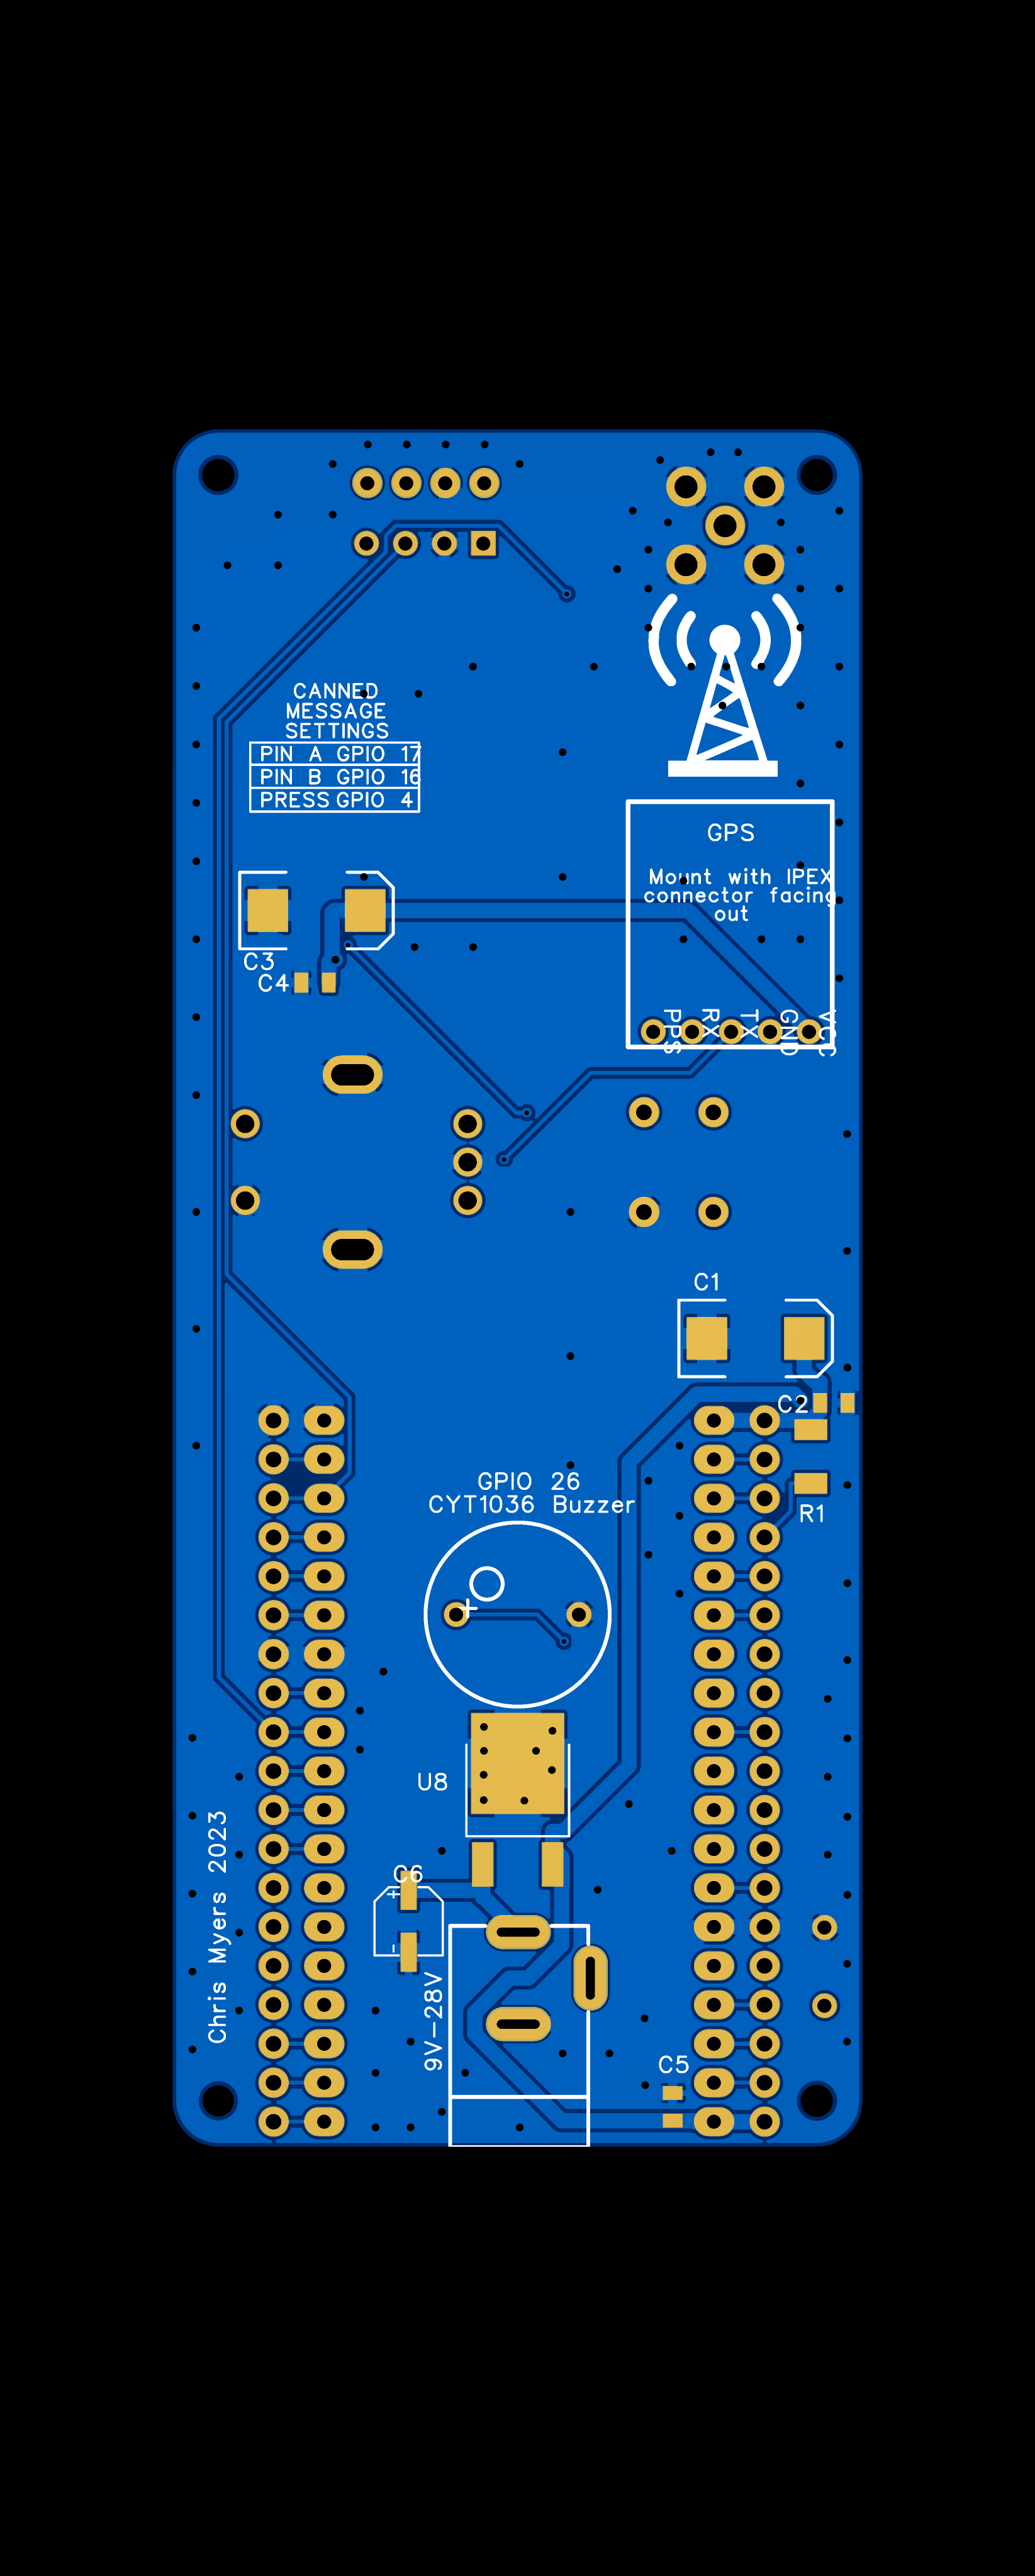 CANNED
MESSAGE
SETTINGS
PIN A GPIO 17
PIN B GPIO 16
PRESS GPIO 4
GPS
Mount with IPEX
connector facing
out
C3
C4
PPS
RX
TX
GND
VCC
C1
C2
R1
GPIO 26
CYT1036 Buzzer
+
U8
C6
+
-
Chris Myers 2023
9V-28V
C5